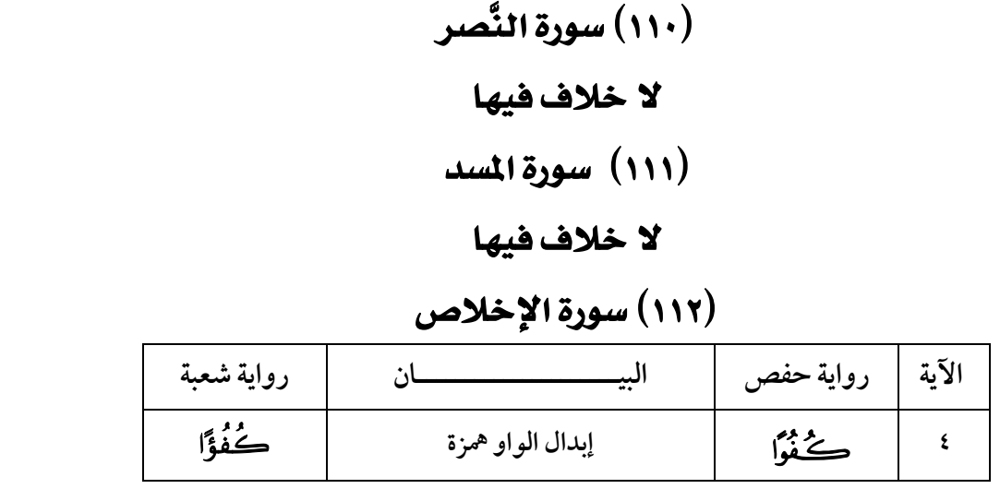 (١١٠) سورة النَّصر
لا خلاف فيها
(١١١) سورة المسد
لا خلاف فيها
(١١٢) سورة الإخلاص
الآية رواية حفص البيـــــــــــــــان رواية شعبة
٤ كُفُوًا إبدال الواو همزة كُفُؤًا